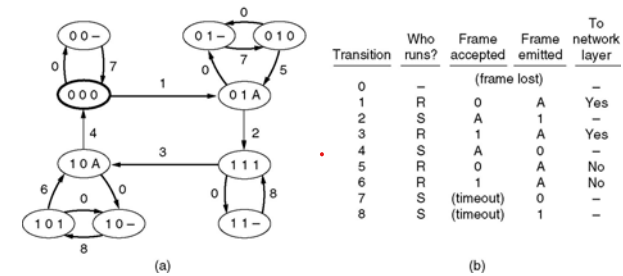 0
0 0 –
0 1 –
0 1 0
0
7
7
0
5
0 0 0
1
0 1 A
4
2
1 0 A
3
1 1 1
6
0
0
0
8
1 0 1
1 0 –
1 1 –
8
(a)
Transition Who runs? Frame accepted Frame emitted To network layer
0 – (frame lost) –
1 R 0 A Yes
2 S A 1 –
3 R 1 A Yes
4 S A 0 –
5 R 0 A No
6 R 1 A No
7 S (timeout) 0 –
8 S (timeout) 1 –
(b)